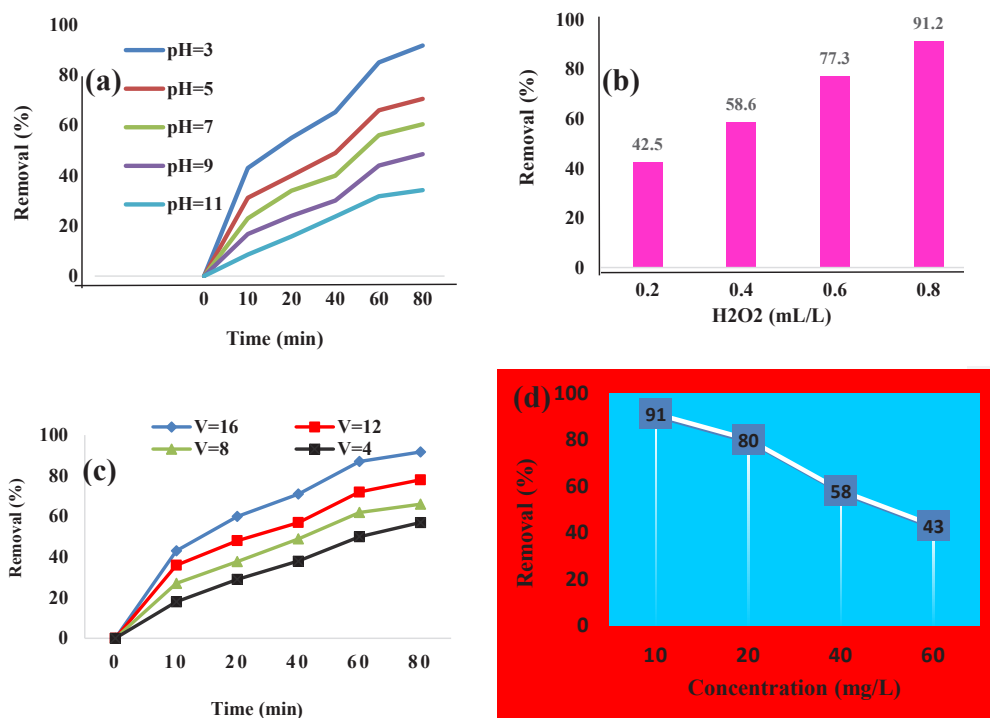 (a)
Removal (%)
100
80
60
40
20
0
pH=3
pH=5
pH=7
pH=9
pH=11
0 10 20 40 60 80
Time (min)
(b)
Removal (%)
100
80
60
40
20
0
42.5
58.6
77.3
91.2
0.2 0.4 0.6 0.8
H2O2 (mL/L)
(c)
V=16 V=12
V=8 V=4
Removal (%)
100
80
60
40
20
0
0 10 20 40 60 80
Time (min)
(d)
Removal (%)
100
80
60
40
20
0
91
80
58
43
10 20 40 60
Concentration (mg/L)